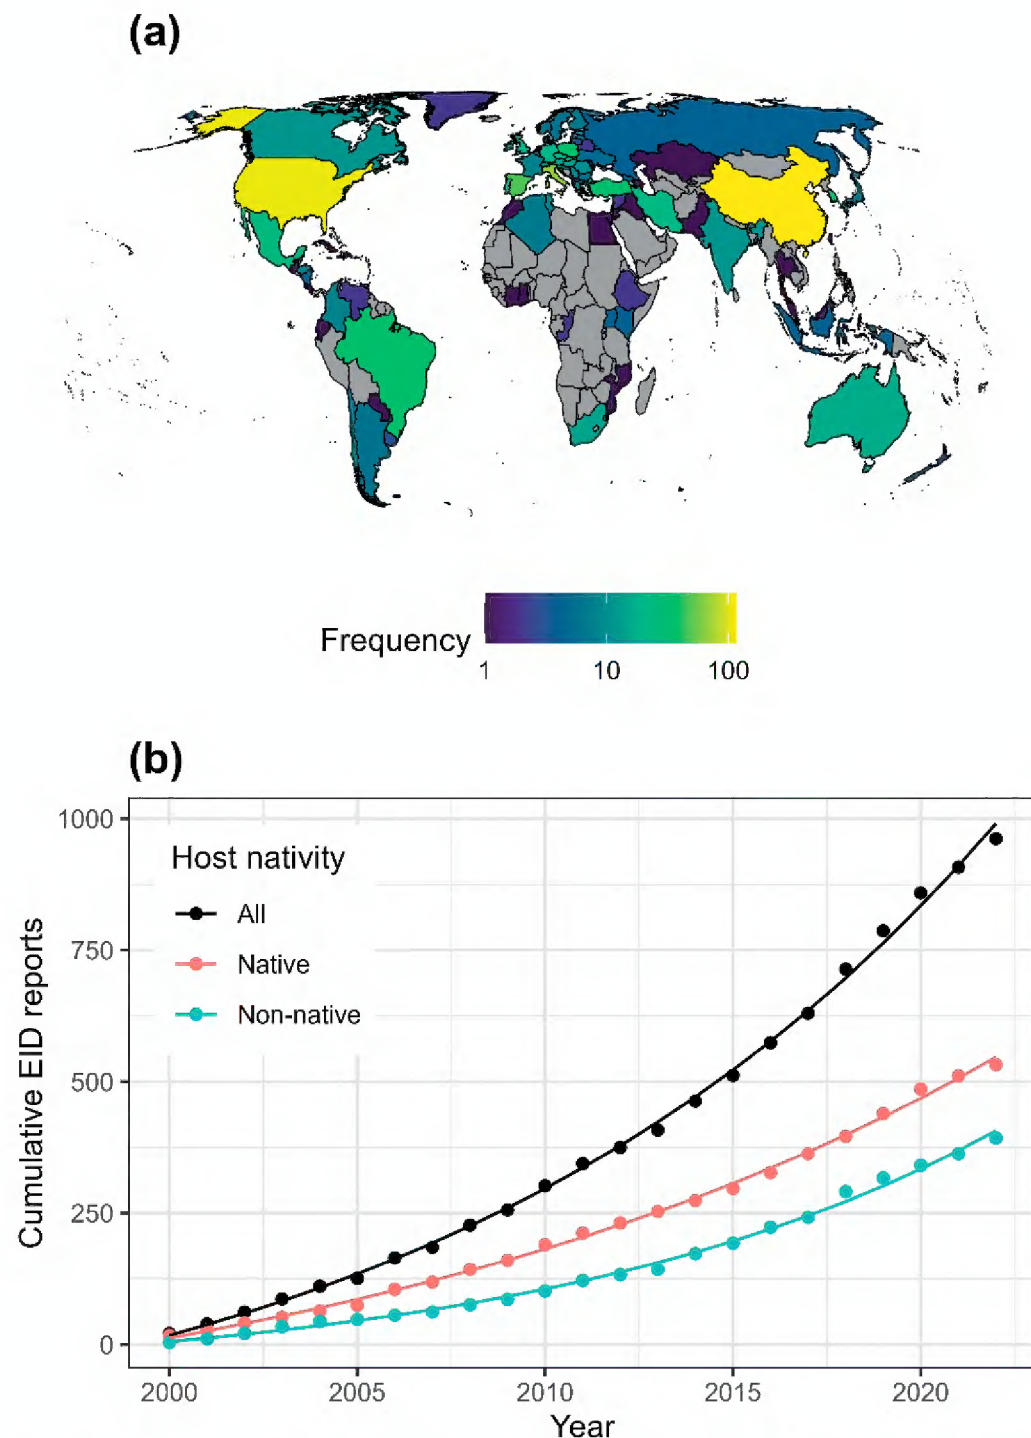 (a)
Frequency
1 10 100
(b)
Cumulative EID reports
1000
750
500
250
0
Host nativity
All
Native
Non-native
2000 2005 2010 2015 2020
Year